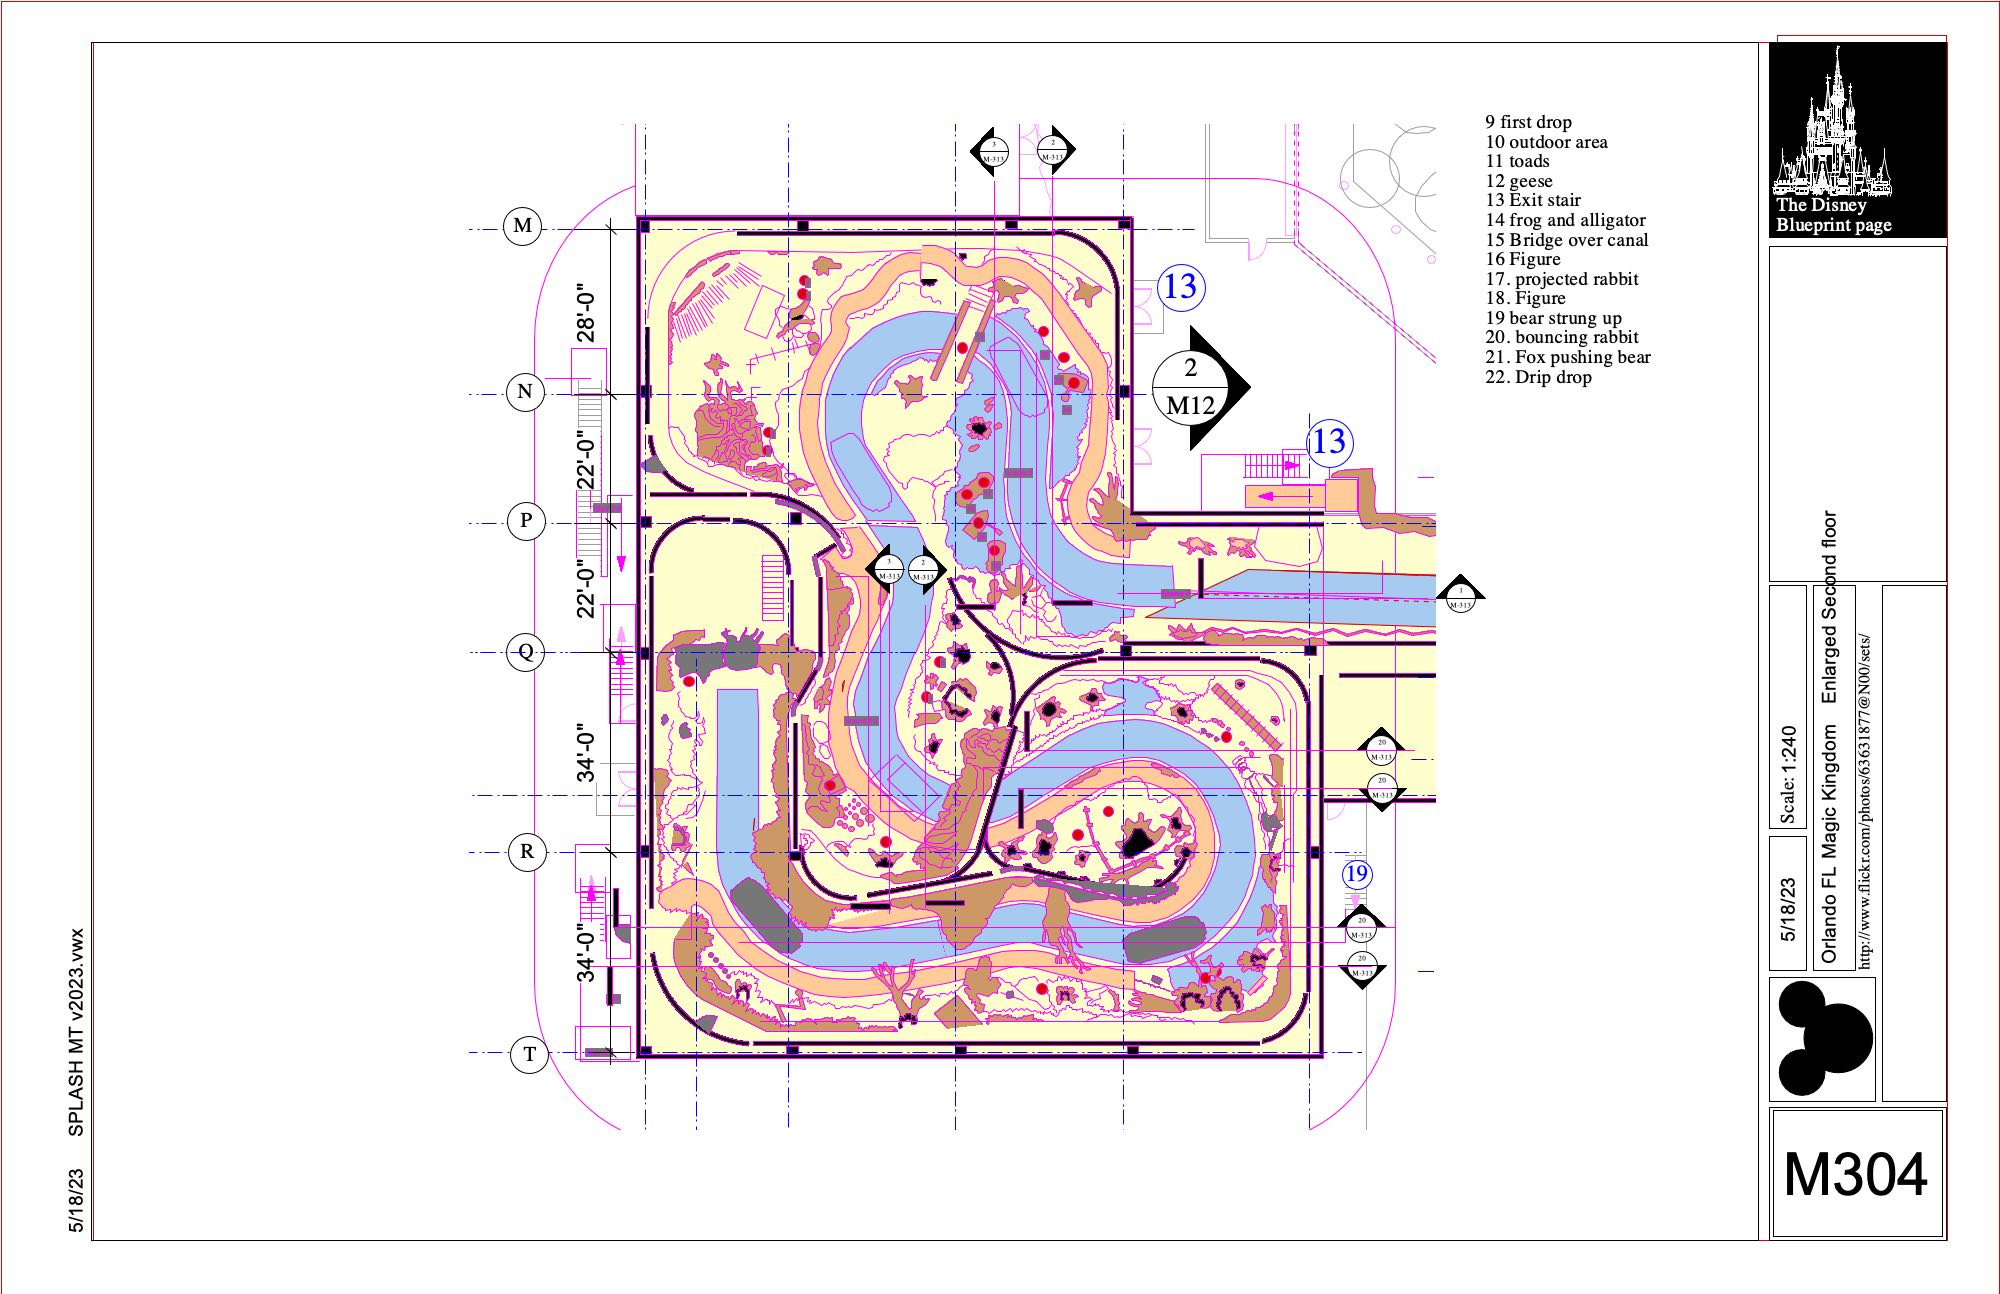 9 first drop
10 outdoor area
11 toads
12 geese
13 Exit stair
14 frog and alligator
15 Bridge over canal
16 Figure
17. projected rabbit
18. Figure
19 bear strung up
20. bouncing rabbit
21. Fox pushing bear
22. Drip drop
The Disney
Blueprint page
3
M-313
2
M-313
M
13
28'-0"
2
M12
N
13
22'-0"
P
3
M-313
2
M-313
22'-0"
1
M-313
Q
34'-0"
20
M-313
20
M-313
R
19
20
M-313
34'-0"
20
M-313
T
Scale: 1:240
5/18/23
Orlando FL Magic Kingdom Enlarged Second floor
http://www.flickr.com/photos/63631877@N00/sets/
M304
5/18/23 SPLASH MT v2023.vwx